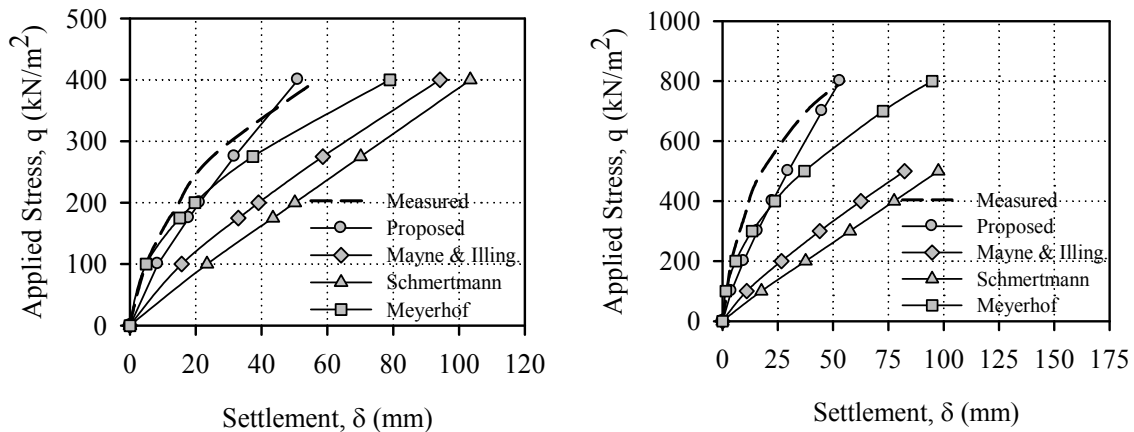 500
400
300
200
100
0
Applied Stress, q (kN/m²)
Measured
Proposed
Mayne & Illing.
Schmertmann
Meyerhof
0 20 40 60 80 100 120
Settlement, δ (mm)
1000
800
600
400
200
0
Applied Stress, q (kN/m²)
Measured
Proposed
Mayne & Illing.
Schmertmann
Meyerhof
0 25 50 75 100 125 150 175
Settlement, δ (mm)